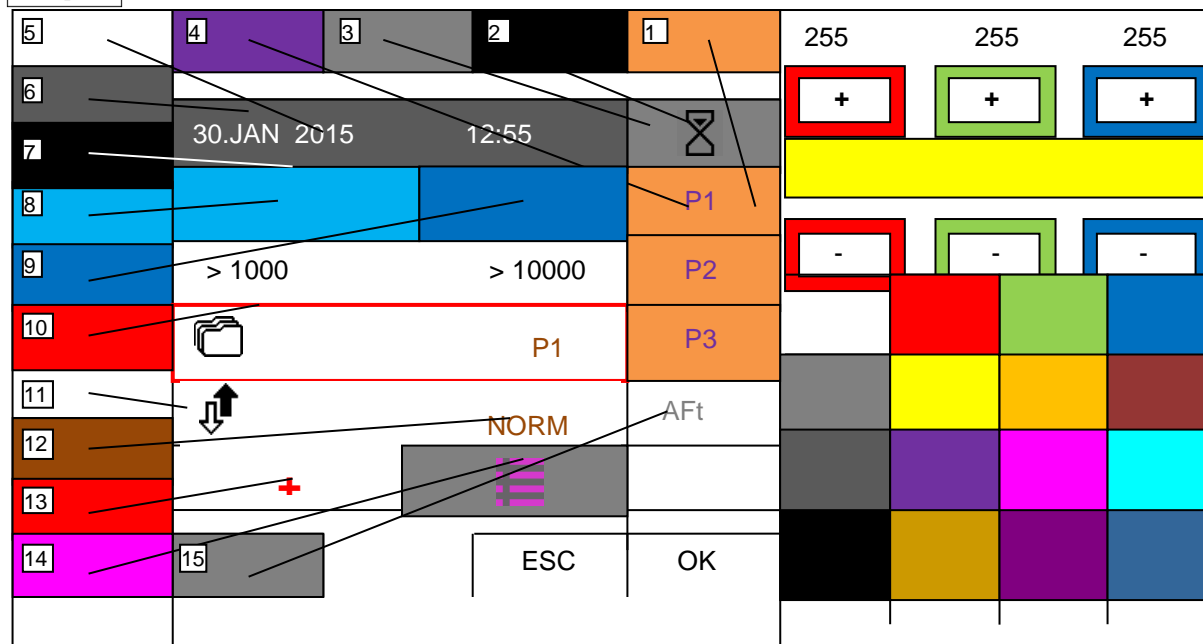 5 4 3 2 1 255 255 255
6 + + +
30.JAN 2015 12:55
7
8 P1
9 > 1000 > 10000 P2 - - -
10 P1 P3
11 AFt
12 NORM
13 +
14 15 ESC OK